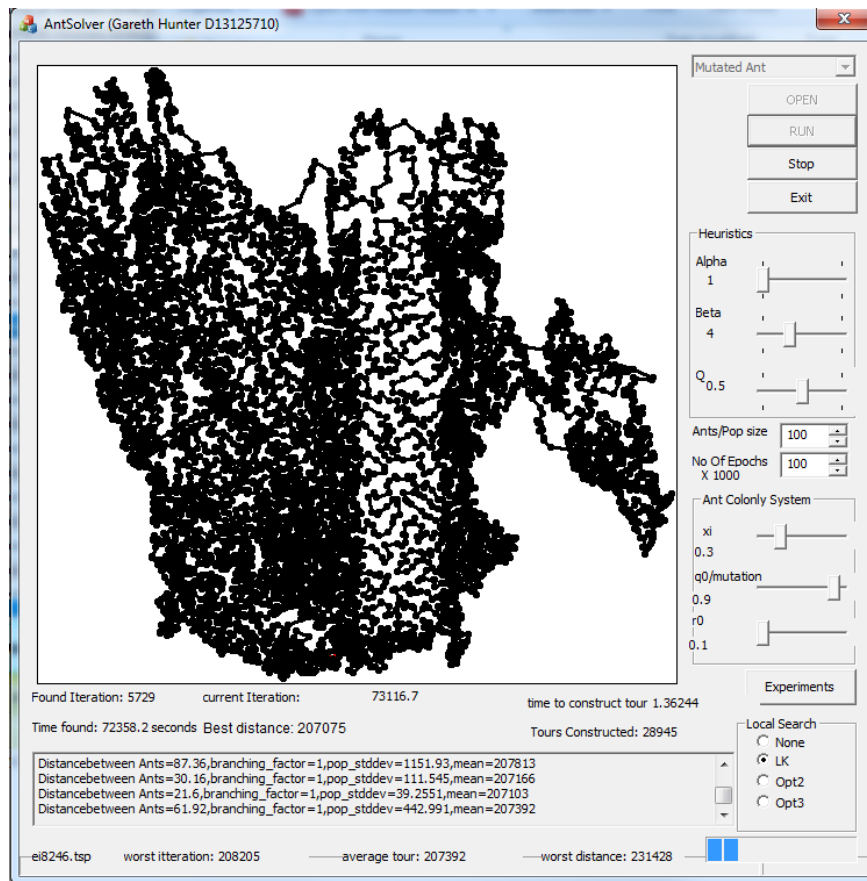 AntSolver (Gareth Hunter D13125710)
Mutated Ant
OPEN
RUN
Stop
Exit
Heuristics
Alpha
1
Beta
4
Q
0.5
Ants/Pop size 100
No Of Epochs 100
X 1000
Ant Colonly System
xi
0.3
q0/mutation
0.9
r0
0.1
Experiments
Found Iteration: 5729 current Iteration: 73116.7 time to construct tour 1.36244
Time found: 72358.2 seconds Best distance: 207075 Tours Constructed: 28945
Local Search
None
LK
Opt2
Opt3
Distancebetween Ants=87.36,branching_factor=1,pop_stddev=1151.93,mean=207813
Distancebetween Ants=30.16,branching_factor=1,pop_stddev=111.545,mean=207166
Distancebetween Ants=21.6,branching_factor=1,pop_stddev=39.2551,mean=207103
Distancebetween Ants=61.92,branching_factor=1,pop_stddev=442.991,mean=207392
ei8246.tsp worst itteration: 208205 average tour: 207392 worst distance: 231428